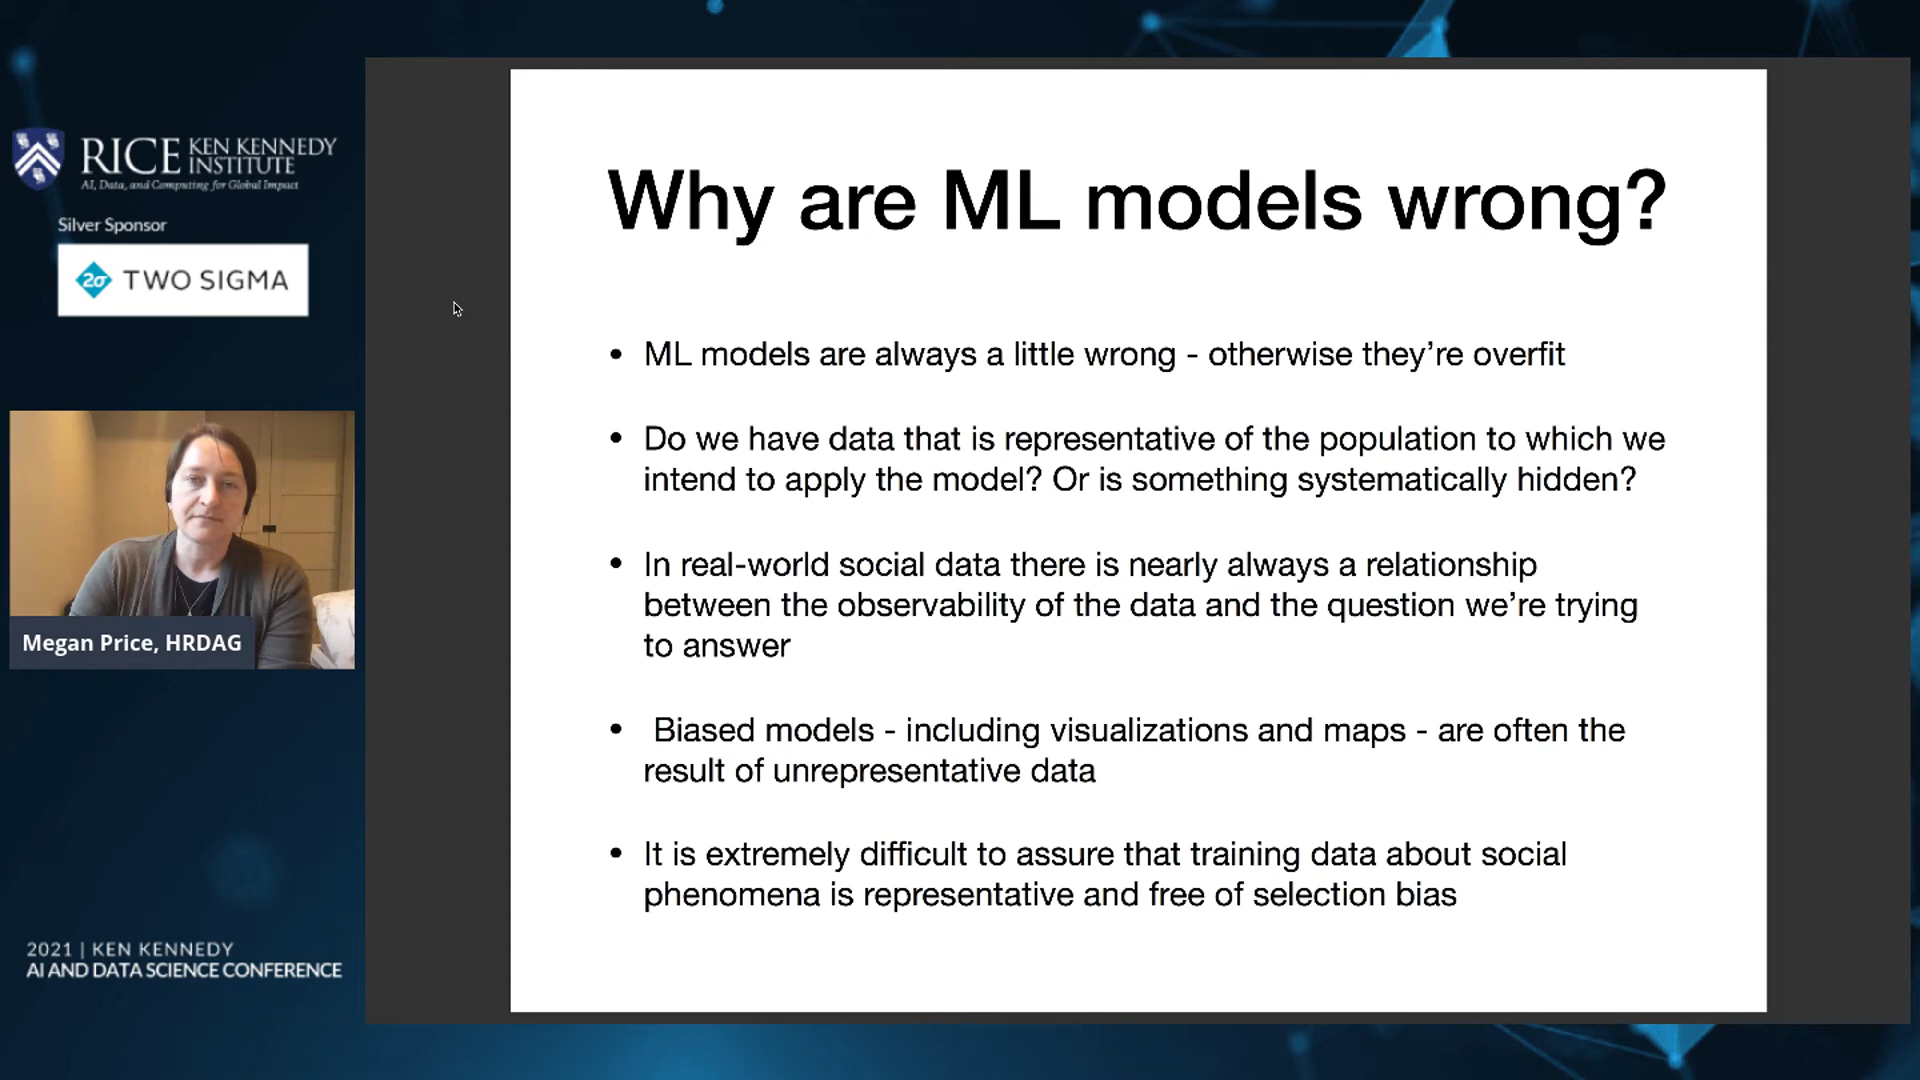 RICE KEN KENNEDY
INSTITUTE
AI, Data, and Computing for Global Impact
Silver Sponsor
2σ TWO SIGMA
Megan Price, HRDAG
2021 | KEN KENNEDY
AI AND DATA SCIENCE CONFERENCE
Why are ML models wrong?
• ML models are always a little wrong - otherwise they’re overfit
• Do we have data that is representative of the population to which we
intend to apply the model? Or is something systematically hidden?
• In real-world social data there is nearly always a relationship
between the observability of the data and the question we’re trying
to answer
• Biased models - including visualizations and maps - are often the
result of unrepresentative data
• It is extremely difficult to assure that training data about social
phenomena is representative and free of selection bias